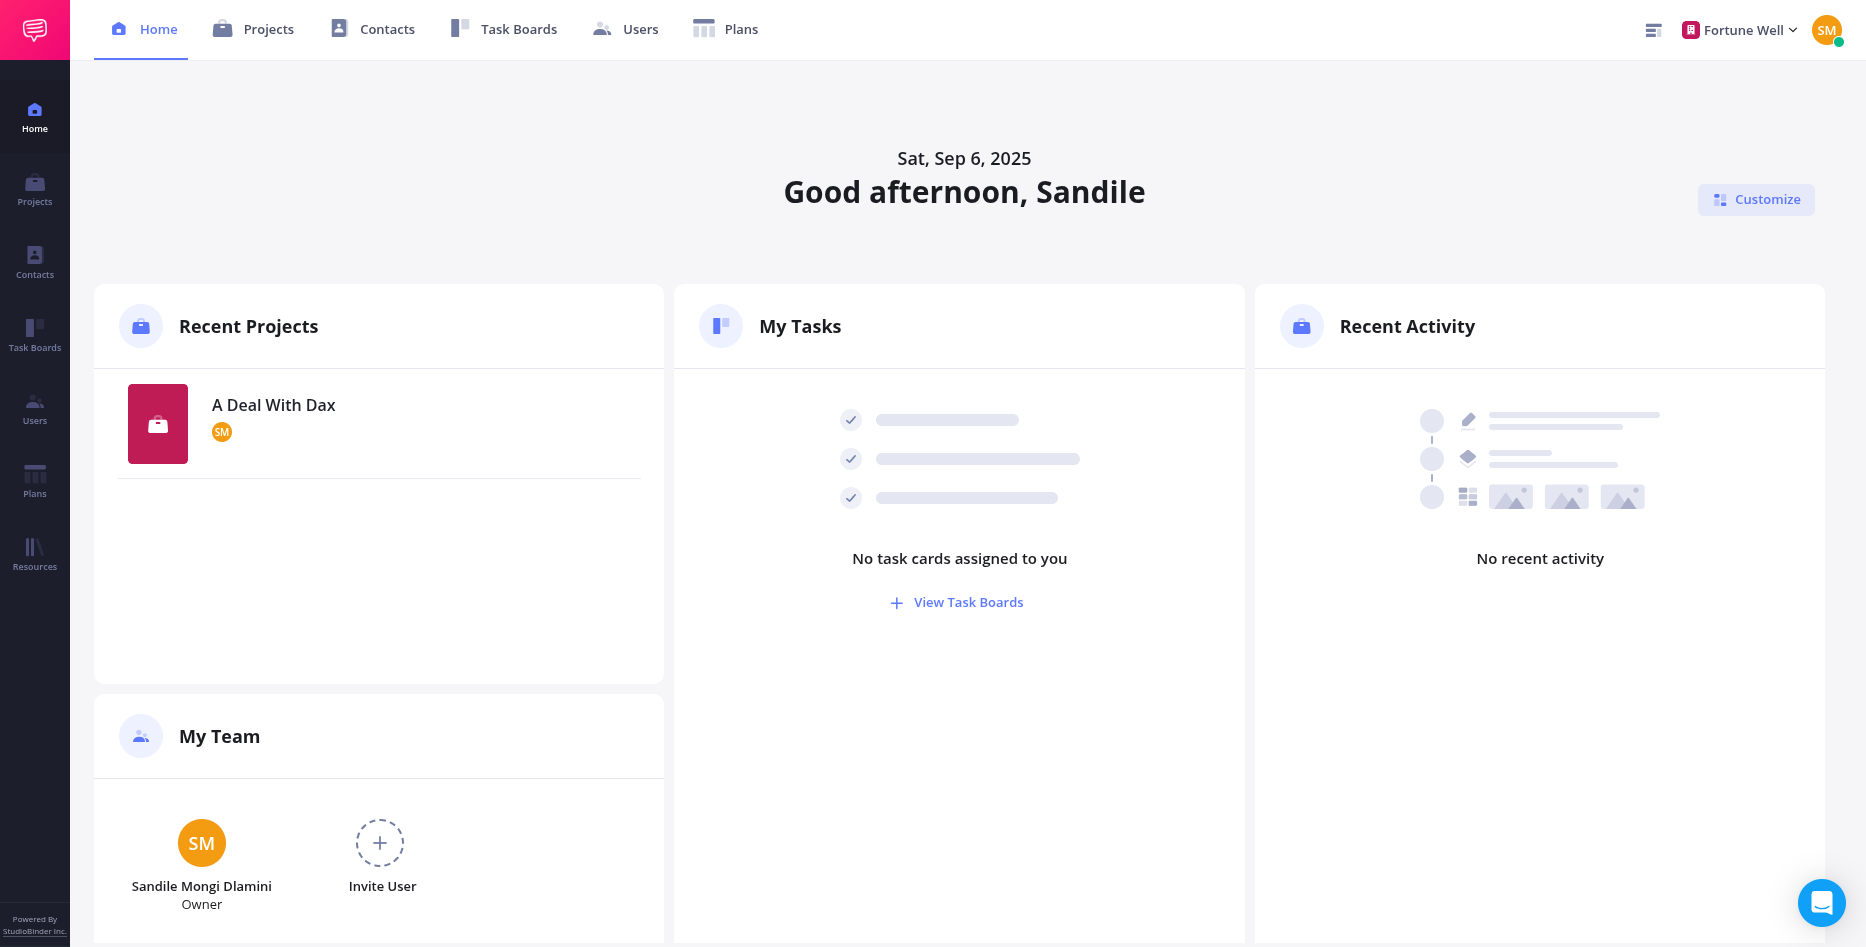 Home
Projects
Contacts
Task Boards
Users
Plans
Fortune Well
SM
Home
Projects
Contacts
Task Boards
Users
Plans
Resources
Powered By
StudioBinder Inc.
Sat, Sep 6, 2025
Good afternoon, Sandile
Customize
Recent Projects
A Deal With Dax
SM
My Team
SM
Sandile Mongi Dlamini
Owner
Invite User
My Tasks
No task cards assigned to you
View Task Boards
Recent Activity
No recent activity